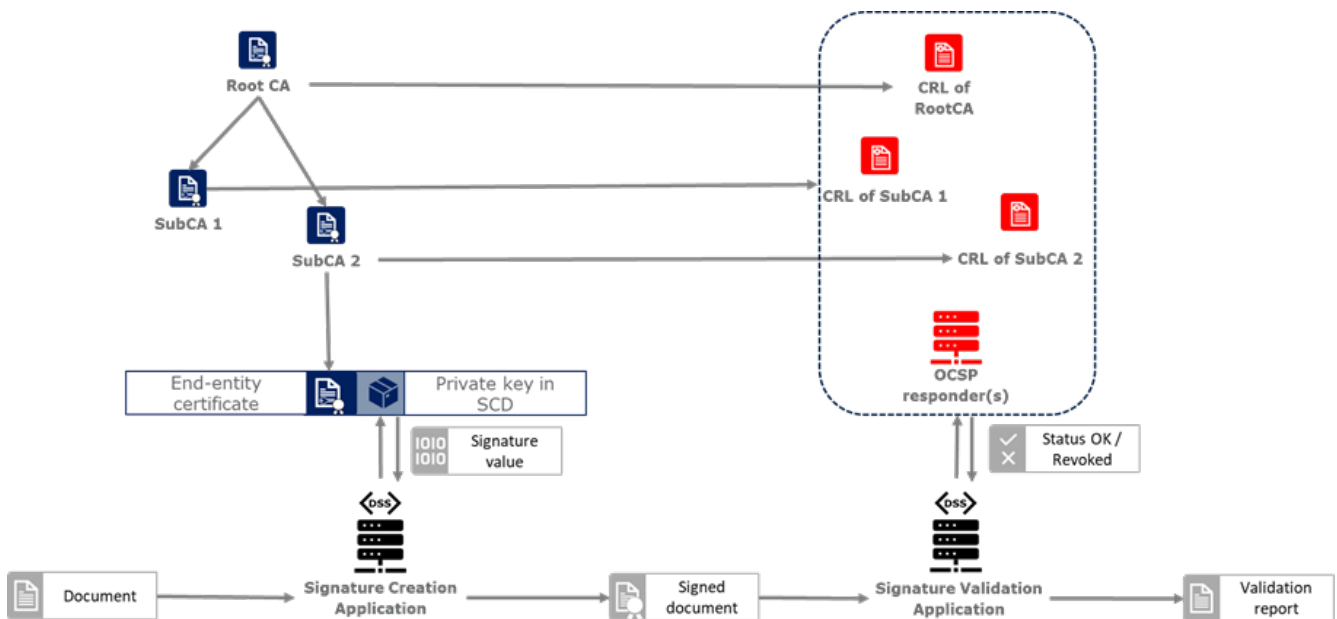 Root CA
CRL of
RootCA
SubCA 1
CRL of SubCA 1
SubCA 2
CRL of SubCA 2
End-entity
certificate
Private key in
SCD
OCSP
responder(s)
1010
1010
Signature
value
Status OK /
Revoked
<DSS>
<DSS>
Document
Signature Creation
Application
Signed
document
Signature Validation
Application
Validation
report